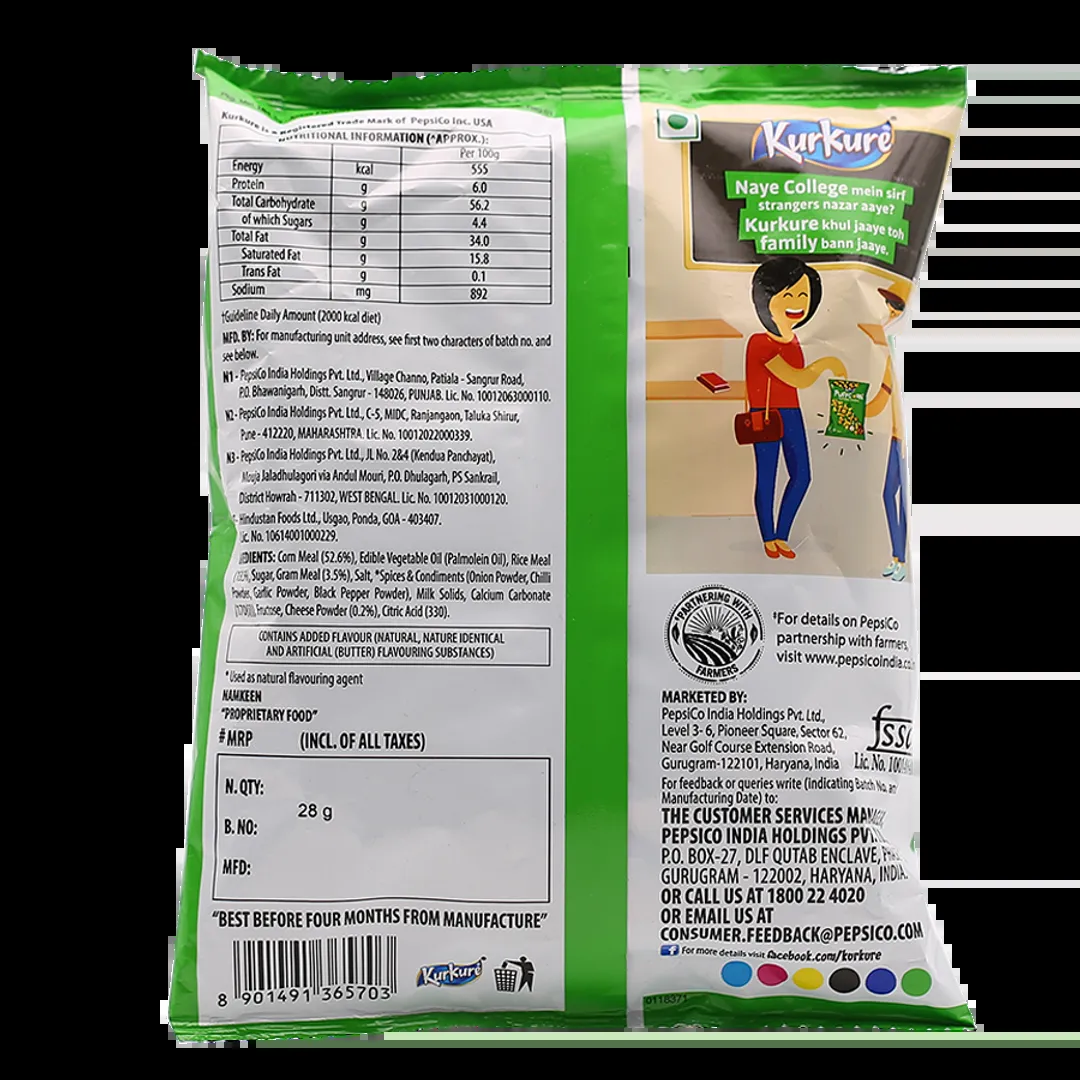 Kurkure is a Registered Trade Mark of PepsiCo Inc. USA
NUTRITIONAL INFORMATION (*APPROX.):
Per 100g
Energy kcal 555
Protein g 6.0
Total Carbohydrate g 56.2
of which Sugars g 4.4
Total Fat g 34.0
Saturated Fat g 15.8
Trans Fat g 0.1
Sodium mg 892
†Guideline Daily Amount (2000 kcal diet)
MFD. BY: For manufacturing unit address, see first two characters of batch no. and
see below.
N1 - PepsiCo India Holdings Pvt. Ltd., Village Channo, Patiala - Sangrur Road,
P.O. Bhawanigarh, Distt. Sangrur - 148026, PUNJAB. Lic. No. 10012063000110.
N2 - PepsiCo India Holdings Pvt. Ltd., C-5, MIDC, Ranjangaon, Taluka Shirur,
Pune - 412220, MAHARASHTRA. Lic. No. 10012022000339.
N3 - PepsiCo India Holdings Pvt. Ltd., JL No. 2&4 (Kendua Panchayat),
Mouja Jaladhulagori via Andul Mouri, P.O. Dhulagarh, PS Sankrail,
District Howrah - 711302, WEST BENGAL. Lic. No. 10012031000120.
Hindustan Foods Ltd., Usgao, Ponda, GOA - 403407.
Lic. No. 10614001000229.
EDIENTS: Corn Meal (52.6%), Edible Vegetable Oil (Palmolein Oil), Rice Meal
Sugar, Gram Meal (3.5%), Salt, *Spices & Condiments (Onion Powder, Chilli
Powder, Garlic Powder, Black Pepper Powder), Milk Solids, Calcium Carbonate
Fructose, Cheese Powder (0.2%), Citric Acid (330).
CONTAINS ADDED FLAVOUR (NATURAL, NATURE IDENTICAL
AND ARTIFICIAL (BUTTER) FLAVOURING SUBSTANCES)
* Used as natural flavouring agent
NAMKEEN
"PROPRIETARY FOOD"
#MRP (INCL. OF ALL TAXES)
N. QTY:
28 g
B. NO:
MFD:
"BEST BEFORE FOUR MONTHS FROM MANUFACTURE"
8 901491 365703
Kurkure
Kurkure
Naye College mein sirf
strangers nazar aaye?
Kurkure khul jaaye toh
family bann jaaye.
PARTNERING WITH
FARMERS
‡For details on PepsiCo
partnership with farmers,
visit www.pepsicoindia.co
MARKETED BY:
PepsiCo India Holdings Pvt. Ltd.,
Level 3- 6, Pioneer Square, Sector 62,
Near Golf Course Extension Road,
Gurugram-122101, Haryana, India
fssa
Lic. No.
For feedback or queries write (indicating Batch No. an
Manufacturing Date) to:
THE CUSTOMER SERVICES
PEPSICO INDIA HOLDINGS PVT.
P.O. BOX-27, DLF QUTAB ENCLAVE,
GURUGRAM - 122002, HARYANA, INDIA.
OR CALL US AT 1800 22 4020
OR EMAIL US AT
CONSUMER.FEEDBACK@PEPSICO.COM
f For more details visit facebook.com/kurkure
0118371